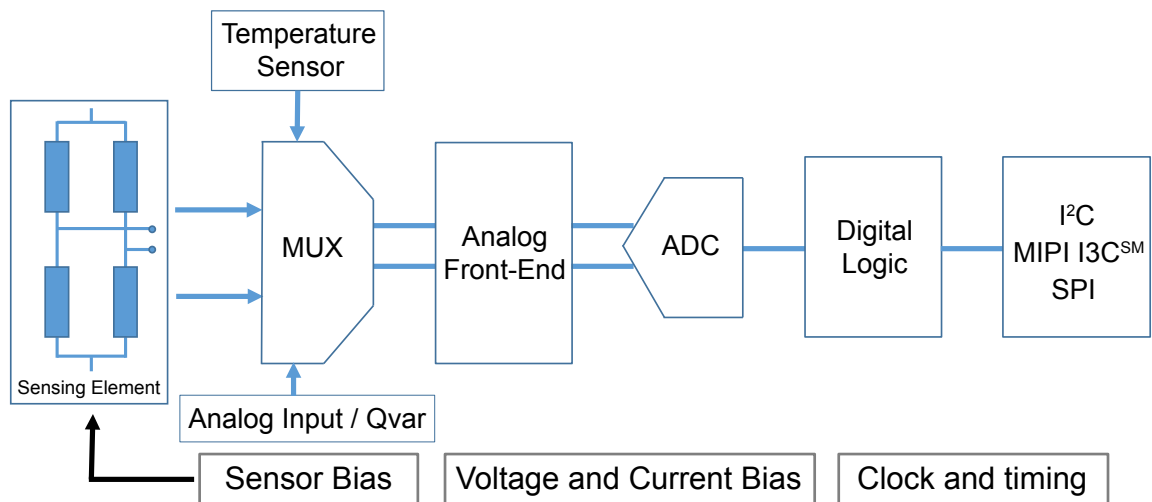 Temperature
Sensor
Sensing Element
MUX
Analog
Front-End
ADC
Digital
Logic
I²C
MIPI I3C℠
SPI
Analog Input / Qvar
Sensor Bias
Voltage and Current Bias
Clock and timing